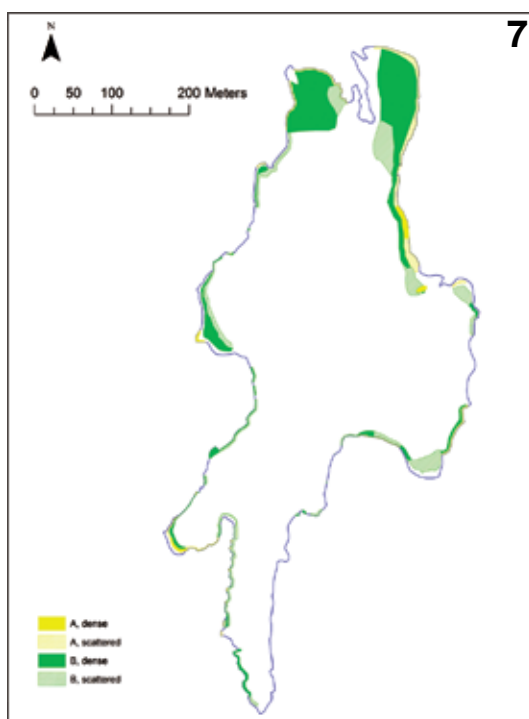 7
N
0 50 100 200 Meters
A, dense
A, scattered
B, dense
B, scattered